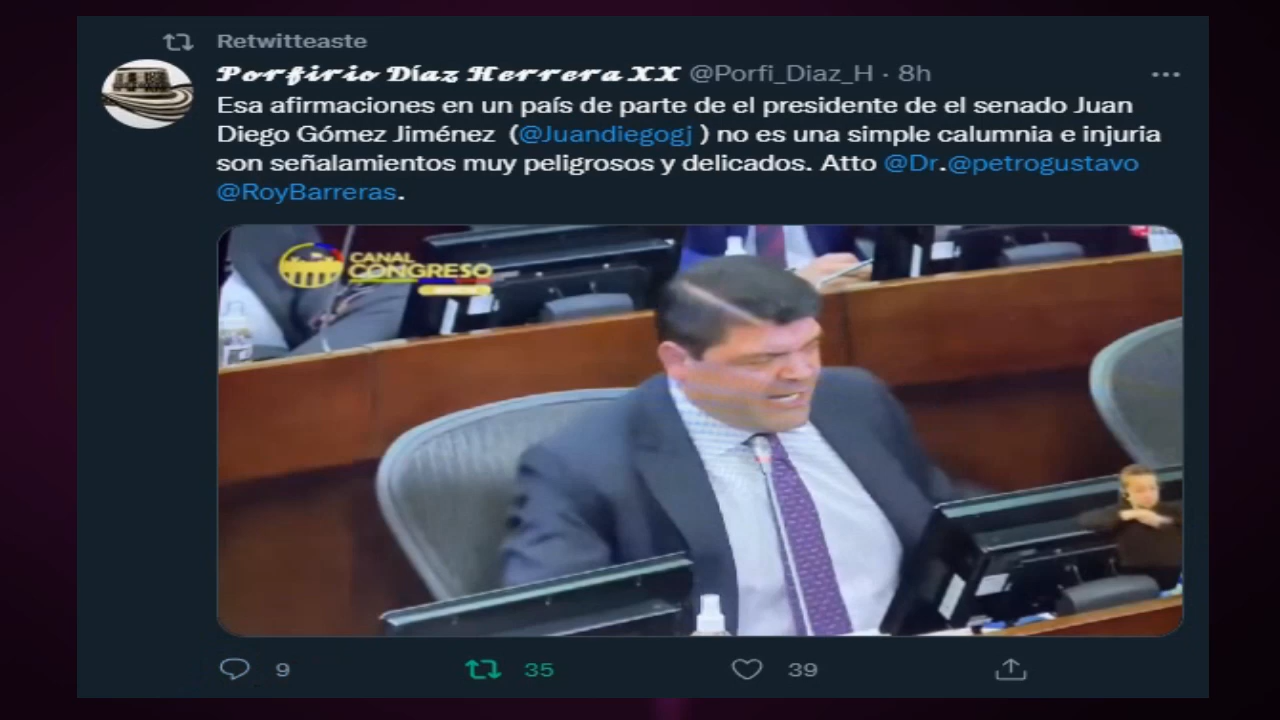 Retwitteaste
Porfirio Díaz Herrera XX @Porfi_Diaz_H · 8h
Esa afirmaciones en un país de parte de el presidente de el senado Juan
Diego Gómez Jiménez (@Juandiegogj ) no es una simple calumnia e injuria
son señalamientos muy peligrosos y delicados. Atto @Dr.@petrogustavo
@RoyBarreras.
CANAL
CONGRESO
9 35 39